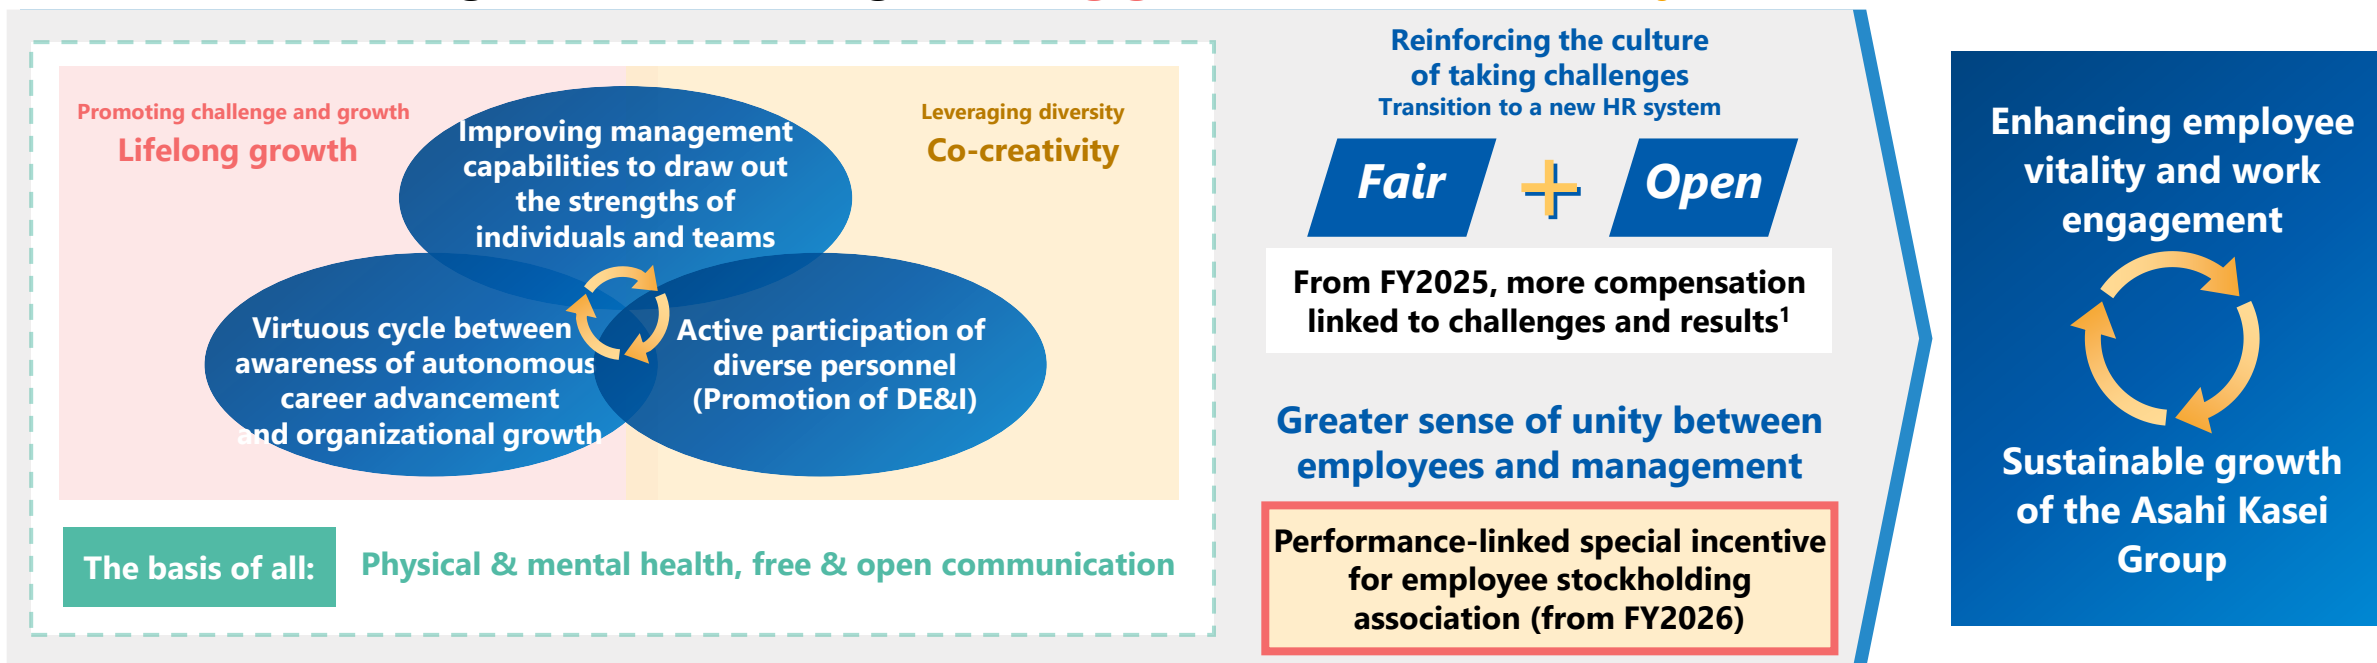 Promoting challenge and growth
Lifelong growth
Leveraging diversity
Co-creativity
Improving management
capabilities to draw out
the strengths of
individuals and teams
Virtuous cycle between
awareness of autonomous
career advancement
and organizational growth
Active participation of
diverse personnel
(Promotion of DE&I)
The basis of all:
Physical & mental health, free & open communication
Reinforcing the culture
of taking challenges
Transition to a new HR system
Fair
+
Open
From FY2025, more compensation
linked to challenges and results¹
Greater sense of unity between
employees and management
Performance-linked special incentive
for employee stockholding
association (from FY2026)
Enhancing employee
vitality and work
engagement
Sustainable growth
of the Asahi Kasei
Group